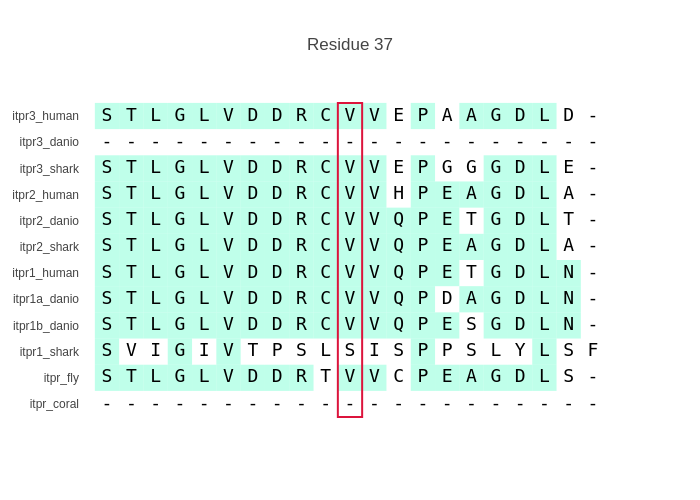 Residue 37
itpr3_human S T L G L V D D R C V V E P A A G D L D -
itpr3_danio - - - - - - - - - - - - - - - - - - - - -
itpr3_shark S T L G L V D D R C V V E P G G G D L E -
itpr2_human S T L G L V D D R C V V H P E A G D L A -
itpr2_danio S T L G L V D D R C V V Q P E T G D L T -
itpr2_shark S T L G L V D D R C V V Q P E A G D L A -
itpr1_human S T L G L V D D R C V V Q P E T G D L N -
itpr1a_danio S T L G L V D D R C V V Q P D A G D L N -
itpr1b_danio S T L G L V D D R C V V Q P E S G D L N -
itpr1_shark S V I G I V T P S L S I S P P S L Y L S F
itpr_fly S T L G L V D D R T V V C P E A G D L S -
itpr_coral - - - - - - - - - - - - - - - - - - - - -